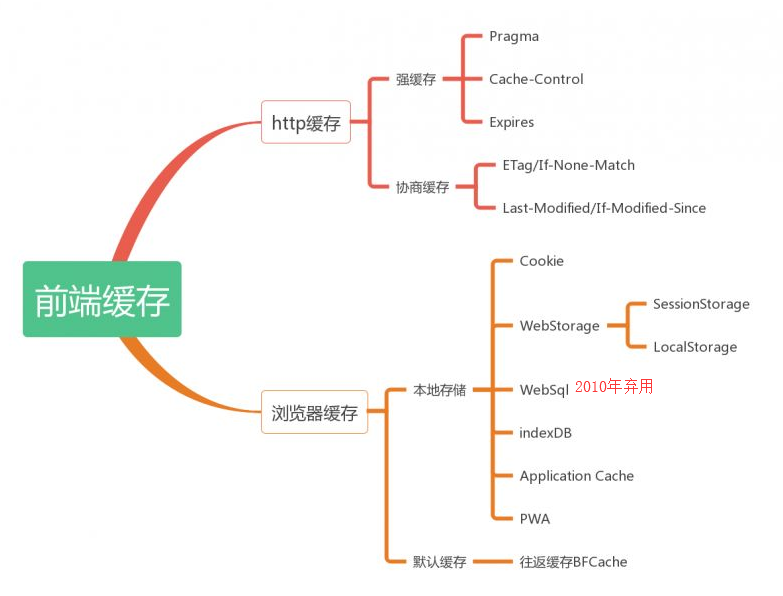 前端缓存
http缓存
强缓存
Pragma
Cache-Control
Expires
协商缓存
ETag/If-None-Match
Last-Modified/If-Modified-Since
浏览器缓存
本地存储
Cookie
WebStorage
SessionStorage
LocalStorage
WebSql 2010年弃用
indexDB
Application Cache
PWA
默认缓存
往返缓存BFCache